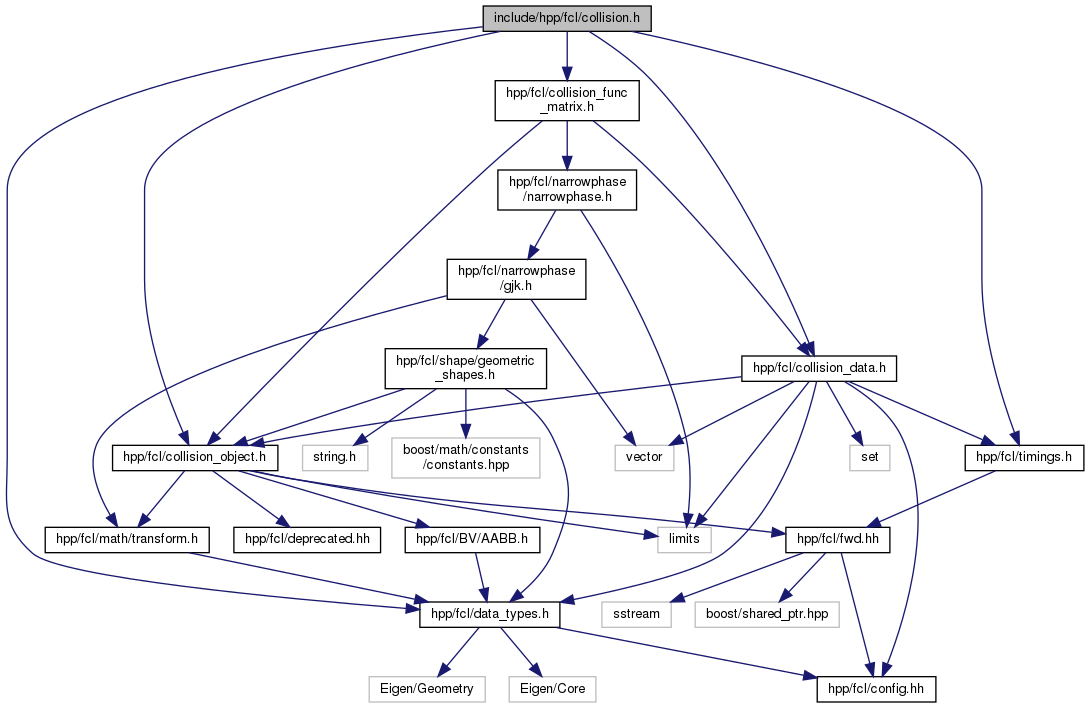 include/hpp/fcl/collision.h
hpp/fcl/collision_func
_matrix.h
hpp/fcl/narrowphase
/narrowphase.h
hpp/fcl/narrowphase
/gjk.h
hpp/fcl/shape/geometric
_shapes.h
hpp/fcl/collision_data.h
hpp/fcl/collision_object.h
string.h
boost/math/constants
/constants.hpp
vector
set
hpp/fcl/timings.h
hpp/fcl/math/transform.h
hpp/fcl/deprecated.hh
hpp/fcl/BV/AABB.h
limits
hpp/fcl/fwd.hh
hpp/fcl/data_types.h
sstream
boost/shared_ptr.hpp
Eigen/Geometry
Eigen/Core
hpp/fcl/config.hh